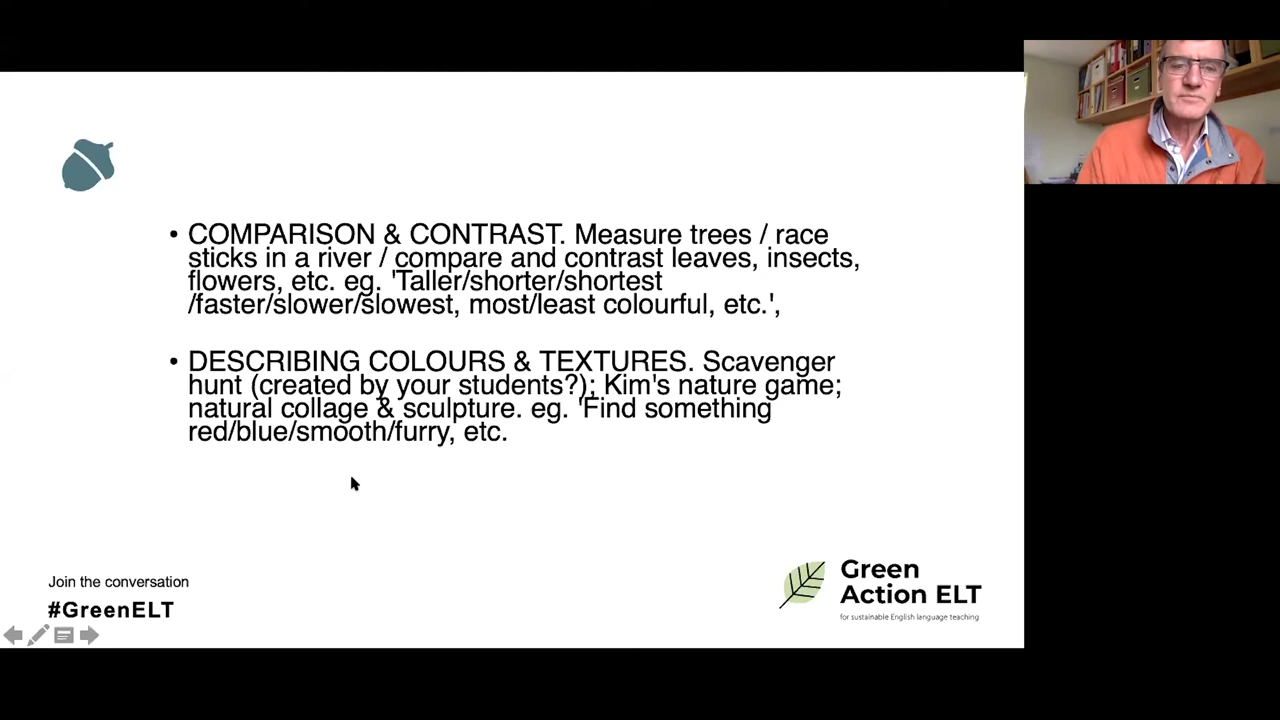 • COMPARISON & CONTRAST. Measure trees / race
sticks in a river / compare and contrast leaves, insects,
flowers, etc. eg. 'Taller/shorter/shortest
/faster/slower/slowest, most/least colourful, etc.',
• DESCRIBING COLOURS & TEXTURES. Scavenger
hunt (created by your students?); Kim's nature game;
natural collage & sculpture. eg. 'Find something
red/blue/smooth/furry, etc.
Join the conversation
#GreenELT
Green
Action ELT
for sustainable English language teaching